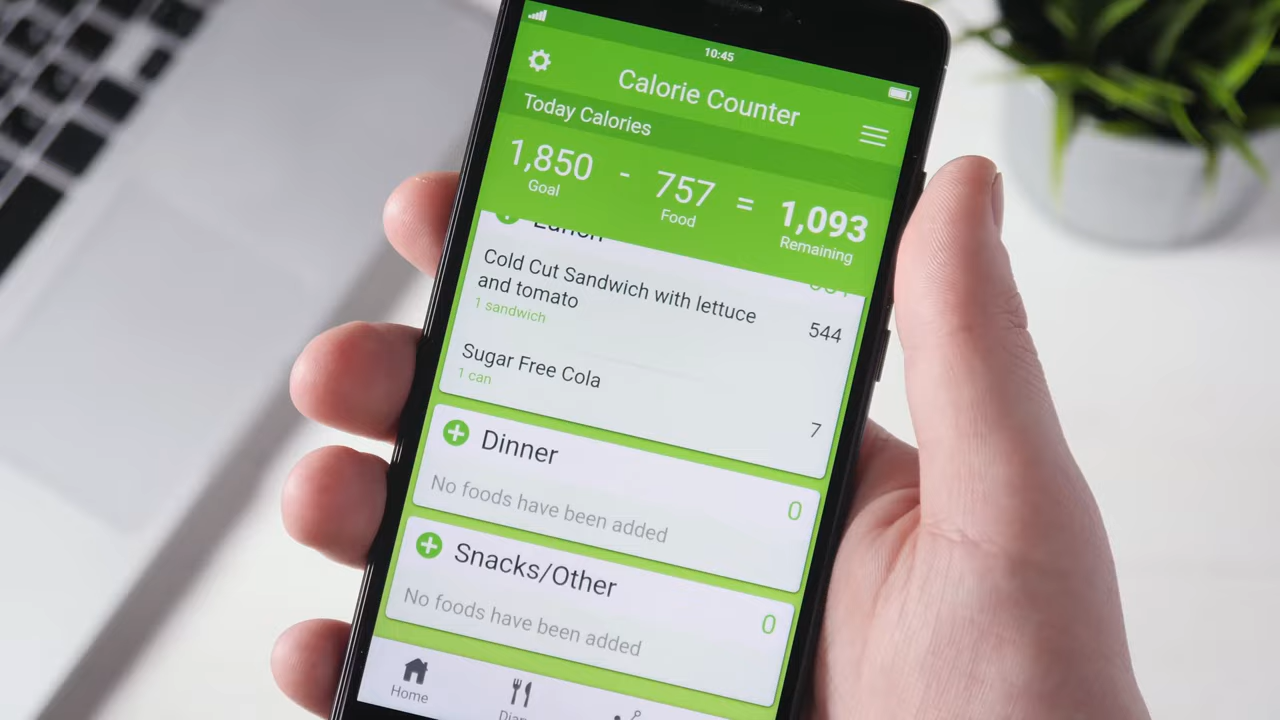 10:45
Calorie Counter
Today Calories
1,850 - 757 = 1,093
Goal Food Remaining
Lunch
Cold Cut Sandwich with lettuce
and tomato
544
1 sandwich
Sugar Free Cola
1 can
7
Dinner
0
No foods have been added
Snacks/Other
0
No foods have been added
Home